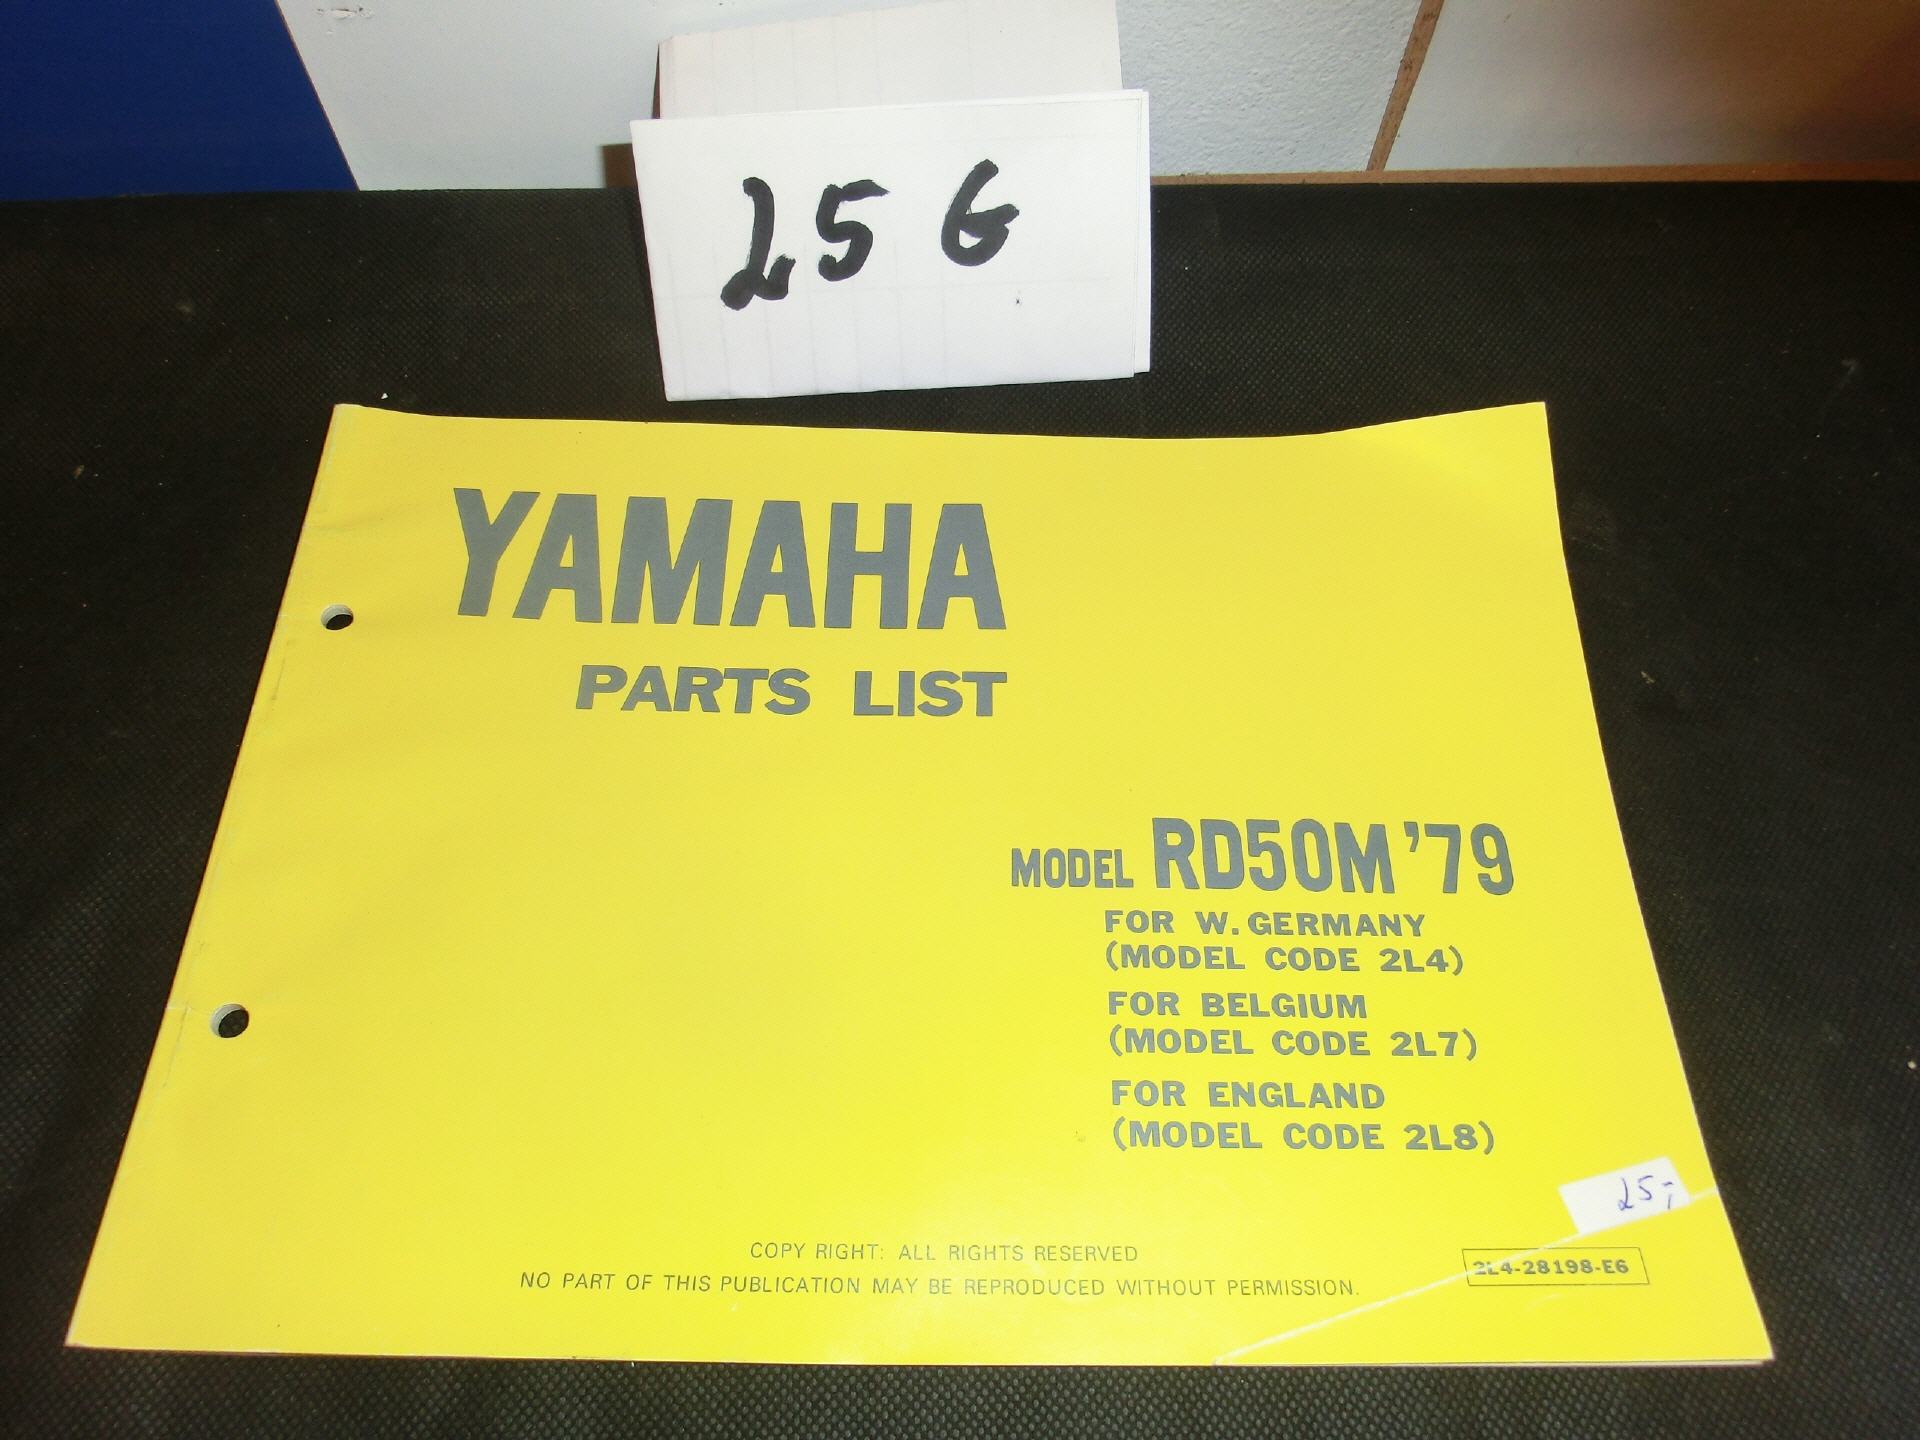 25 G
YAMAHA
PARTS LIST
MODEL RD50M '79
FOR W. GERMANY
(MODEL CODE 2L4)
FOR BELGIUM
(MODEL CODE 2L7)
FOR ENGLAND
(MODEL CODE 2L8)
25,-
COPY RIGHT: ALL RIGHTS RESERVED
NO PART OF THIS PUBLICATION MAY BE REPRODUCED WITHOUT PERMISSION.
2L4-28198-E6